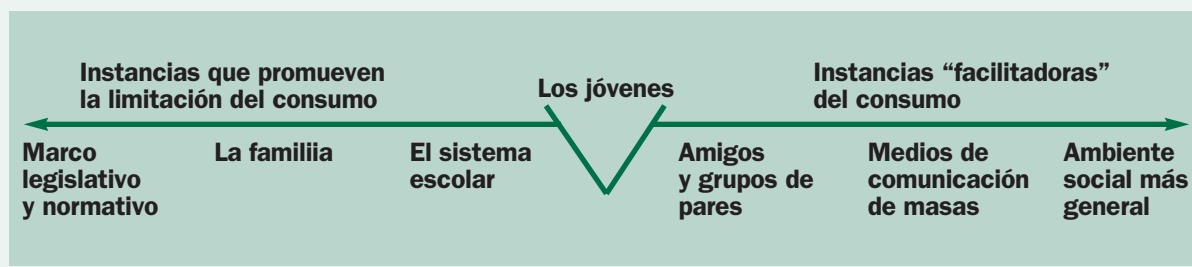 Instancias que promueven
la limitación del consumo
Los jóvenes
Instancias “facilitadoras”
del consumo
Marco
legislativo
y normativo
La familiia
El sistema
escolar
Amigos
y grupos de
pares
Medios de
comunicación
de masas
Ambiente
social más
general